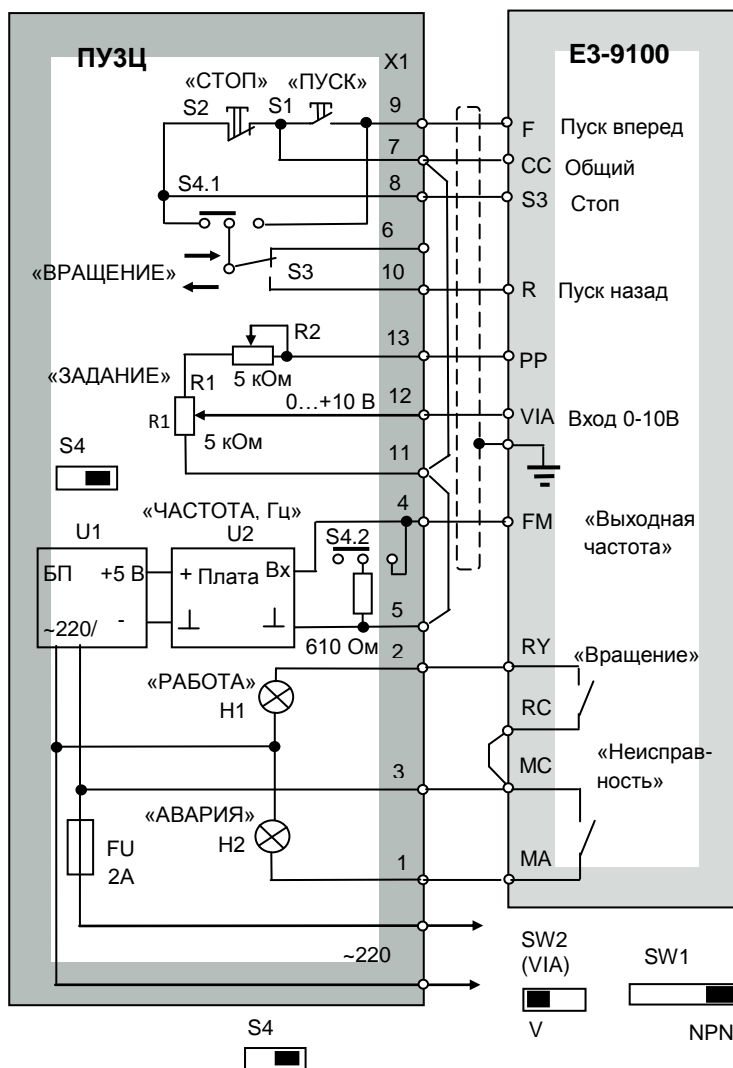 ПУЗЦ
Е3-9100
X1
«СТОП» «ПУСК»
S2
S1
9
F
Пуск вперед
7
CC
Общий
8
S3
Стоп
S4.1
6
«ВРАЩЕНИЕ»
S3
10
R
Пуск назад
R2
13
PP
«ЗАДАНИЕ»
R1
5 кОм
0…+10 В
12
VIA
Вход 0-10В
R1
5 кОм
11
S4
«ЧАСТОТА, Гц»
4
FM
«Выходная
частота»
U1
U2
S4.2
БП
+5 В
+ Плата
Вх
~220/
-
5
610 Ом
2
RY
«Вращение»
«РАБОТА»
H1
RC
MC
«Неисправ-
ность»
3
«АВАРИЯ»
H2
FU
2А
1
MA
~220
SW2
(VIA)
SW1
V
NPN
S4